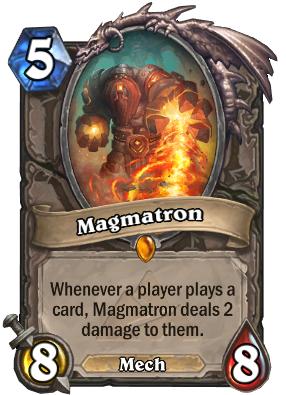 5
Magmatron
Whenever a player plays a
card, Magmatron deals 2
damage to them.
8
Mech
8